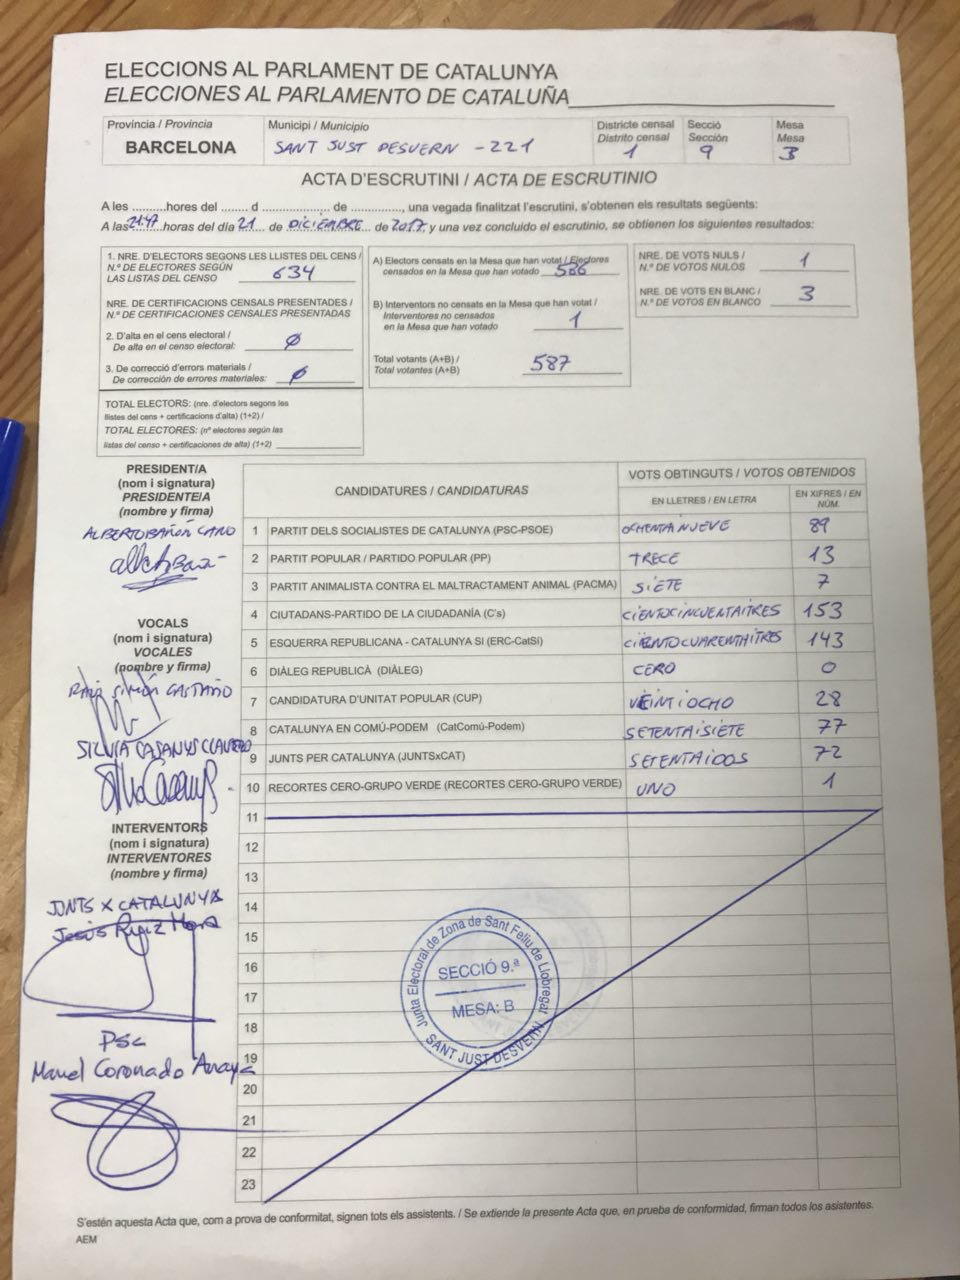 ELECCIONS AL PARLAMENT DE CATALUNYA
ELECCIONES AL PARLAMENTO DE CATALUÑA
Província / Provincia
BARCELONA
Municipi / Municipio
SANT JUST DESVERN - 221
Districte censal
Distrito censal
1
Secció
Sección
9
Mesa
Mesa
B
ACTA D'ESCRUTINI / ACTA DE ESCRUTINIO
A les ..........hores del ........ d ..................... de ............., una vegada finalitzat l'escrutini, s'obtenen els resultats següents:
A las 21:47 horas del día 21 de DICIEMBRE de 2017 y una vez concluido el escrutinio, se obtienen los siguientes resultados:
1. NRE. D'ELECTORS SEGONS LES LLISTES DEL CENS /
N.º DE ELECTORES SEGÚN
LAS LISTAS DEL CENSO 634
NRE. DE CERTIFICACIONS CENSALS PRESENTADES /
N.º DE CERTIFICACIONES CENSALES PRESENTADAS
2. D'alta en el cens electoral /
De alta en el censo electoral: Ø
3. De correcció d'errors materials /
De corrección de errores materiales: Ø
TOTAL ELECTORS: (nre. d'electors segons les
llistes del cens + certificacions d'alta) (1+2) /
TOTAL ELECTORES: (nº electores según las
listas del censo + certificaciones de alta) (1+2)
A) Electors censats en la Mesa que han votat / Electores
censados en la Mesa que han votado 586
B) Interventors no censats en la Mesa que han votat /
Interventores no censados
en la Mesa que han votado 1
Total votants (A+B) /
Total votantes (A+B) 587
NRE. DE VOTS NULS /
N.º DE VOTOS NULOS 1
NRE. DE VOTS EN BLANC /
N.º DE VOTOS EN BLANCO 3
PRESIDENT/A
(nom i signatura)
PRESIDENTE/A
(nombre y firma)
ALBERTO BAÑÓN CANO
VOCALS
(nom i signatura)
VOCALES
(nombre y firma)
SIMÓN CASTAÑO
SILVIA CASANYS CLAVERO
INTERVENTORS
(nom i signatura)
INTERVENTORES
(nombre y firma)
JUNTS X CATALUNYA
Jesús Ruiz Mora
PSC
Manel Coronado Anaya
CANDIDATURES / CANDIDATURAS
VOTS OBTINGUTS / VOTOS OBTENIDOS
EN LLETRES / EN LETRA
EN XIFRES / EN NÚM.
1 PARTIT DELS SOCIALISTES DE CATALUNYA (PSC-PSOE) OCHENTANUEVE 89
2 PARTIT POPULAR / PARTIDO POPULAR (PP) TRECE 13
3 PARTIT ANIMALISTA CONTRA EL MALTRACTAMENT ANIMAL (PACMA) SIETE 7
4 CIUTADANS-PARTIDO DE LA CIUDADANÍA (C's) CIENTOCINCUENTAITRES 153
5 ESQUERRA REPUBLICANA - CATALUNYA SI (ERC-CatSí) CIENTOCUARENTAITRES 143
6 DIÀLEG REPUBLICÀ (DIÀLEG) CERO 0
7 CANDIDATURA D'UNITAT POPULAR (CUP) VEINTIOCHO 28
8 CATALUNYA EN COMÚ-PODEM (CatComú-Podem) SETENTAISIETE 77
9 JUNTS PER CATALUNYA (JUNTSxCAT) SETENTAIDOS 72
10 RECORTES CERO-GRUPO VERDE (RECORTES CERO-GRUPO VERDE) UNO 1
11
12
13
14
15
16
17
18
19
20
21
22
23
Junta Electoral de Zona de Sant Feliu de Llobregat
SECCIÓ 9.ª
MESA: B
SANT JUST DESVERN
S'estén aquesta Acta que, com a prova de conformitat, signen tots els assistents. / Se extiende la presente Acta que, en prueba de conformidad, firman todos los asistentes.
AEM